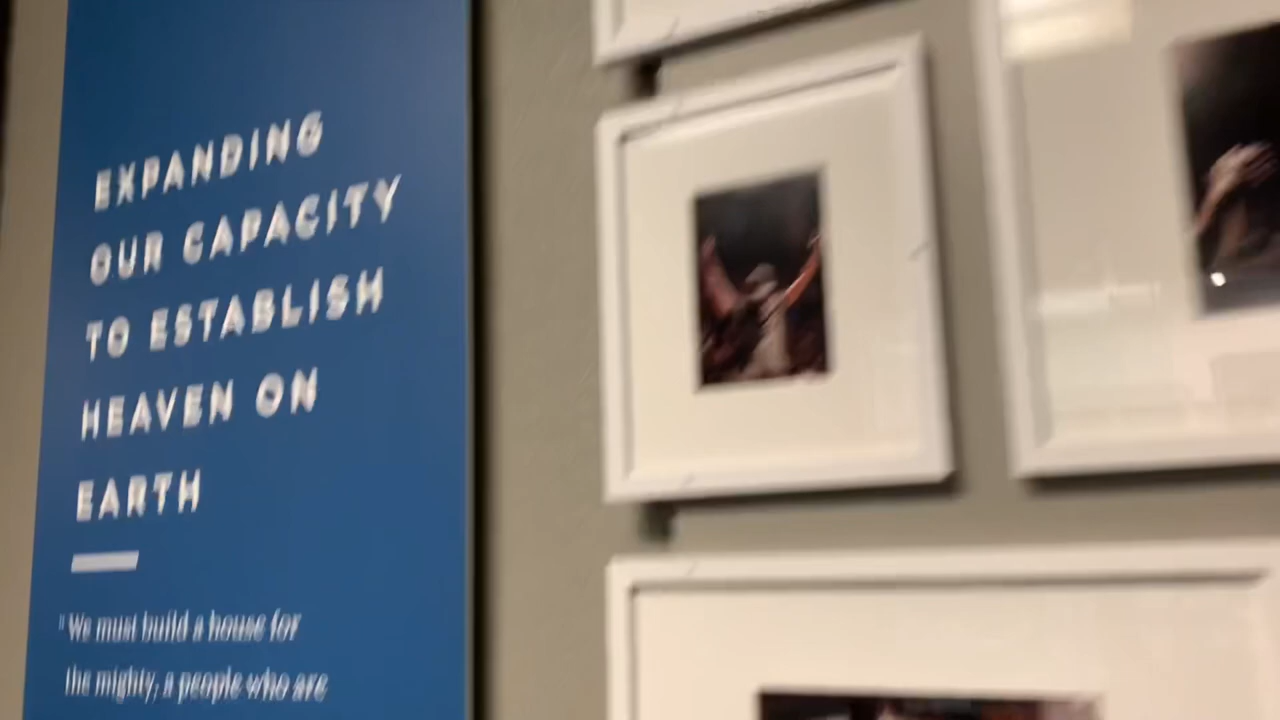 EXPANDING
OUR CAPACITY
TO ESTABLISH
HEAVEN ON
EARTH
"We must build a house for
the mighty, a people who are